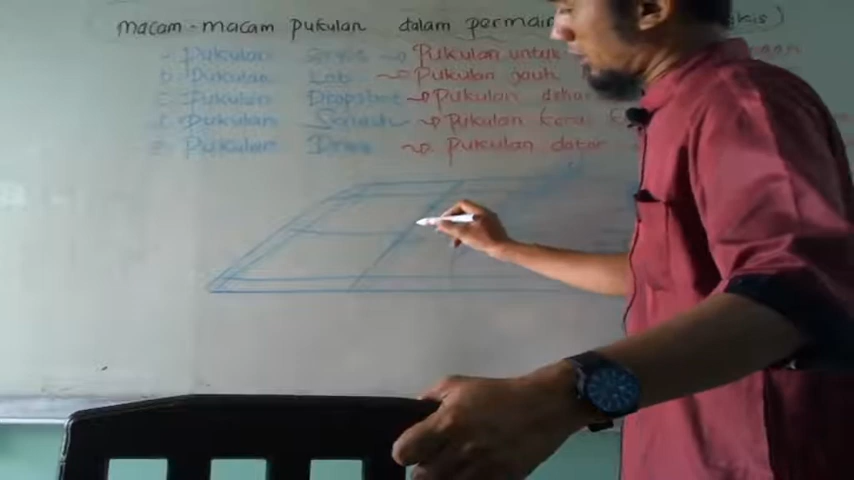 macam - macam pukulan dalam permain
Pukulan Servis → Pukulan untuk
Pukulan Lob → Pukulan jauh
Pukulan Dropshot → Pukulan
Pukulan Smash → Pukulan keras
Pukulan Drive → Pukulan datar